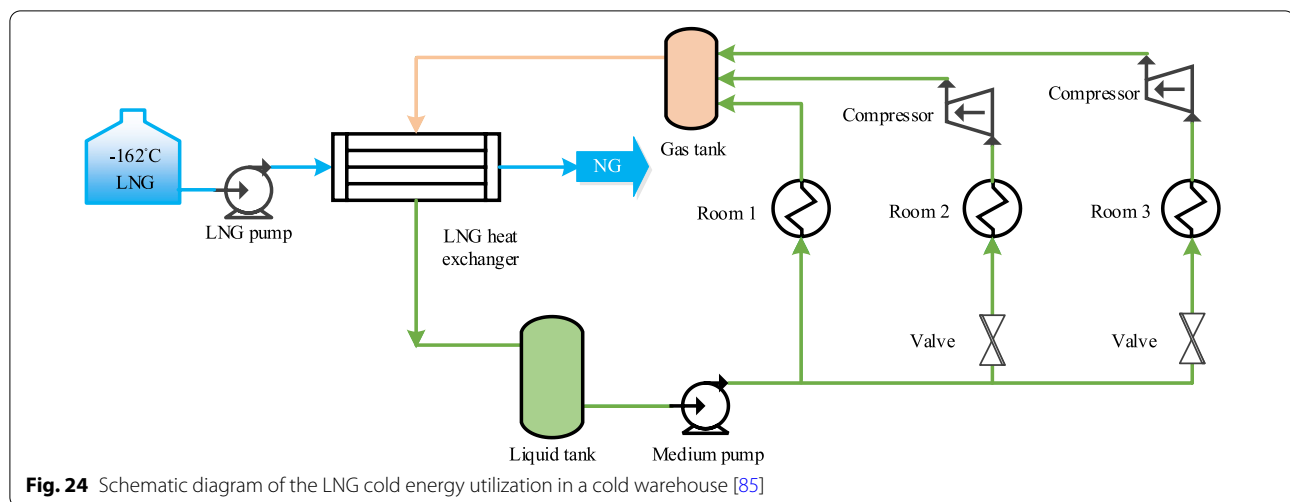 Compressor
Compressor
-162°C
LNG
Gas tank
NG
Room 1
Room 2
Room 3
LNG pump
LNG heat
exchanger
Valve
Valve
Liquid tank
Medium pump
Fig. 24 Schematic diagram of the LNG cold energy utilization in a cold warehouse [85]